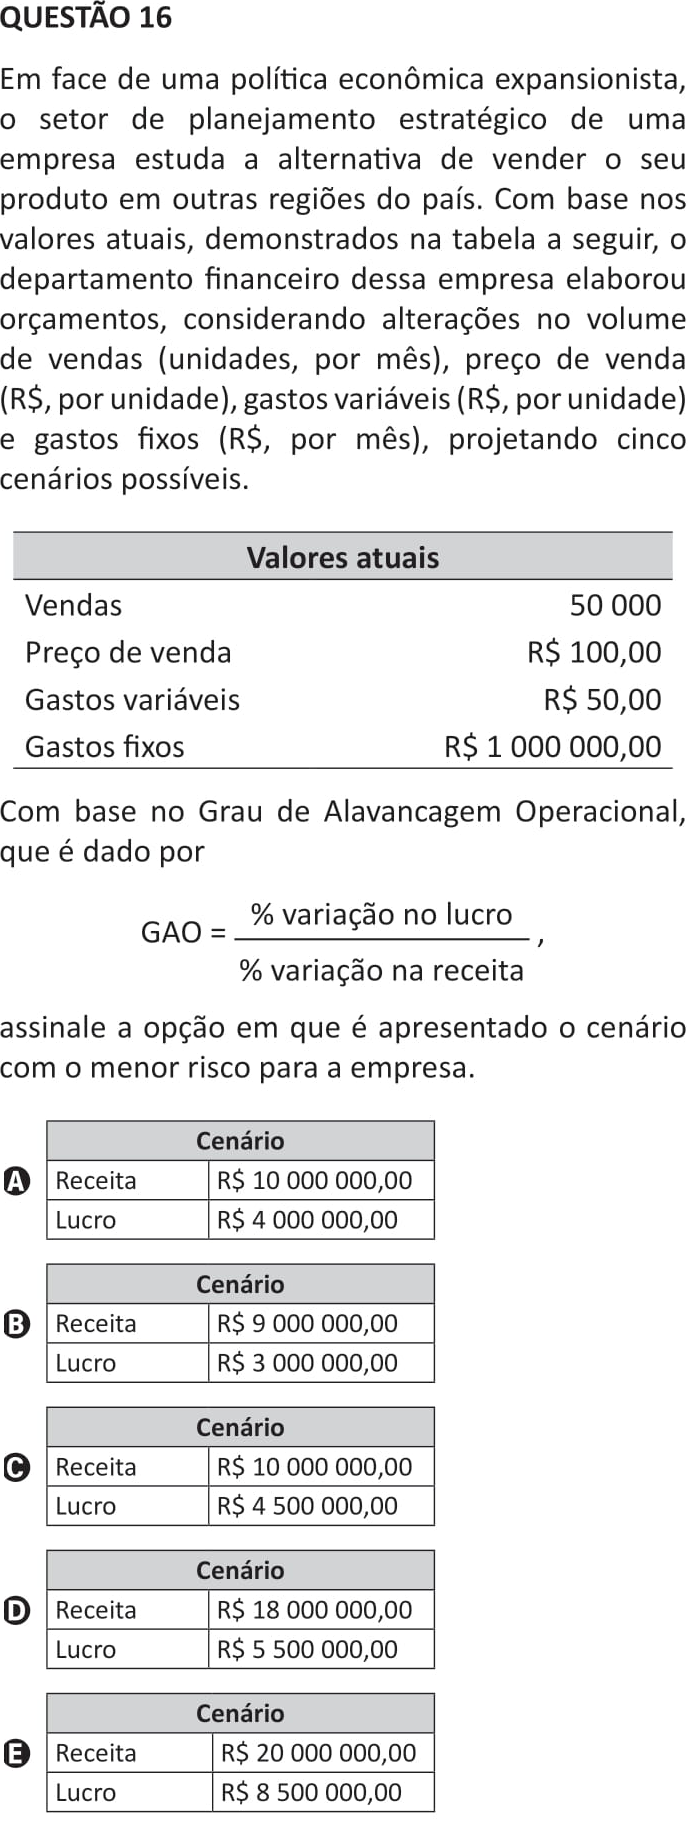 QUESTÃO 16
Em face de uma política econômica expansionista,
o setor de planejamento estratégico de uma
empresa estuda a alternativa de vender o seu
produto em outras regiões do país. Com base nos
valores atuais, demonstrados na tabela a seguir, o
departamento financeiro dessa empresa elaborou
orçamentos, considerando alterações no volume
de vendas (unidades, por mês), preço de venda
(R$, por unidade), gastos variáveis (R$, por unidade)
e gastos fixos (R$, por mês), projetando cinco
cenários possíveis.
Valores atuais
Vendas 50 000
Preço de venda R$ 100,00
Gastos variáveis R$ 50,00
Gastos fixos R$ 1 000 000,00
Com base no Grau de Alavancagem Operacional,
que é dado por
% variação no lucro
GAO = ,
% variação na receita
assinale a opção em que é apresentado o cenário
com o menor risco para a empresa.
Cenário
A Receita R$ 10 000 000,00
Lucro R$ 4 000 000,00
Cenário
B Receita R$ 9 000 000,00
Lucro R$ 3 000 000,00
Cenário
C Receita R$ 10 000 000,00
Lucro R$ 4 500 000,00
Cenário
D Receita R$ 18 000 000,00
Lucro R$ 5 500 000,00
Cenário
E Receita R$ 20 000 000,00
Lucro R$ 8 500 000,00